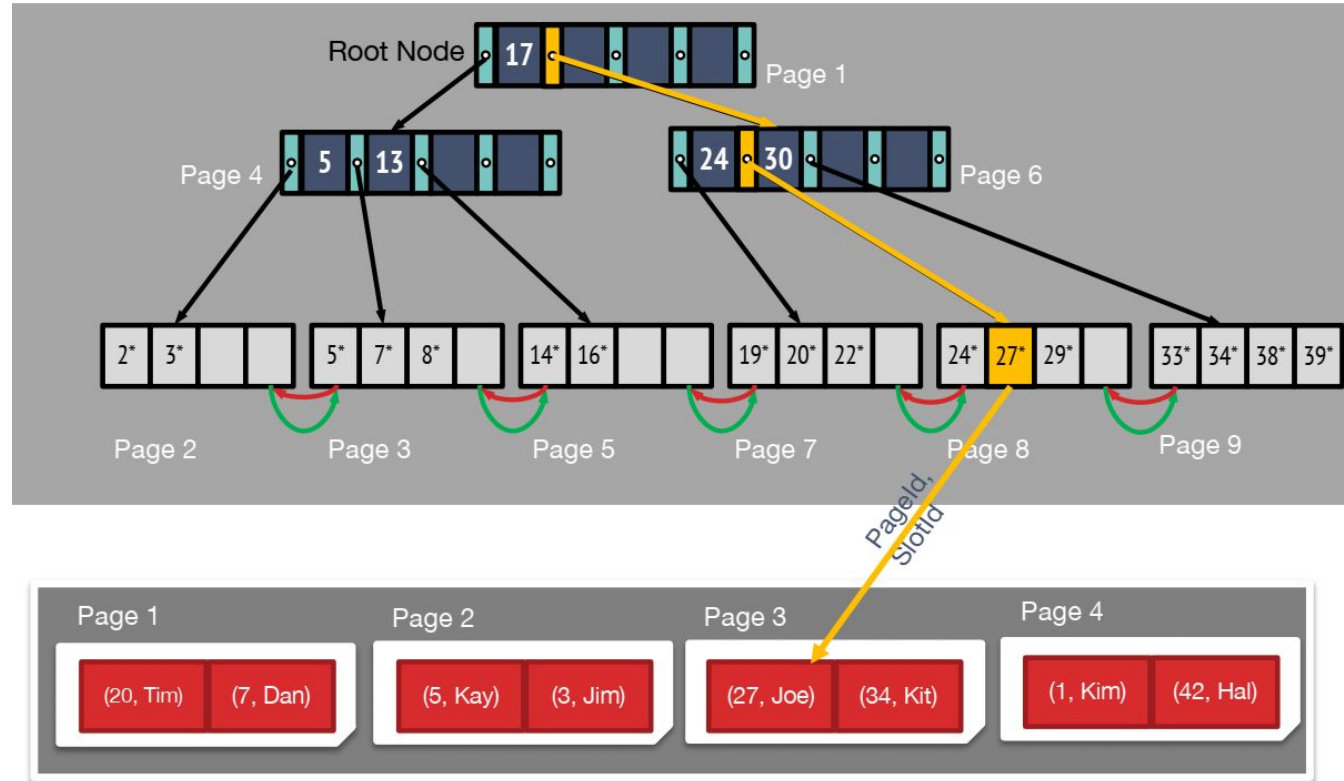 Root Node
17
Page 1
Page 4
5 13
24 30
Page 6
2* 3*
5* 7* 8*
14* 16*
19* 20* 22*
24* 27* 29*
33* 34* 38* 39*
Page 2
Page 3
Page 5
Page 7
Page 8
Page 9
PageId,
SlotId
Page 1
Page 2
Page 3
Page 4
(20, Tim) (7, Dan)
(5, Kay) (3, Jim)
(27, Joe) (34, Kit)
(1, Kim) (42, Hal)